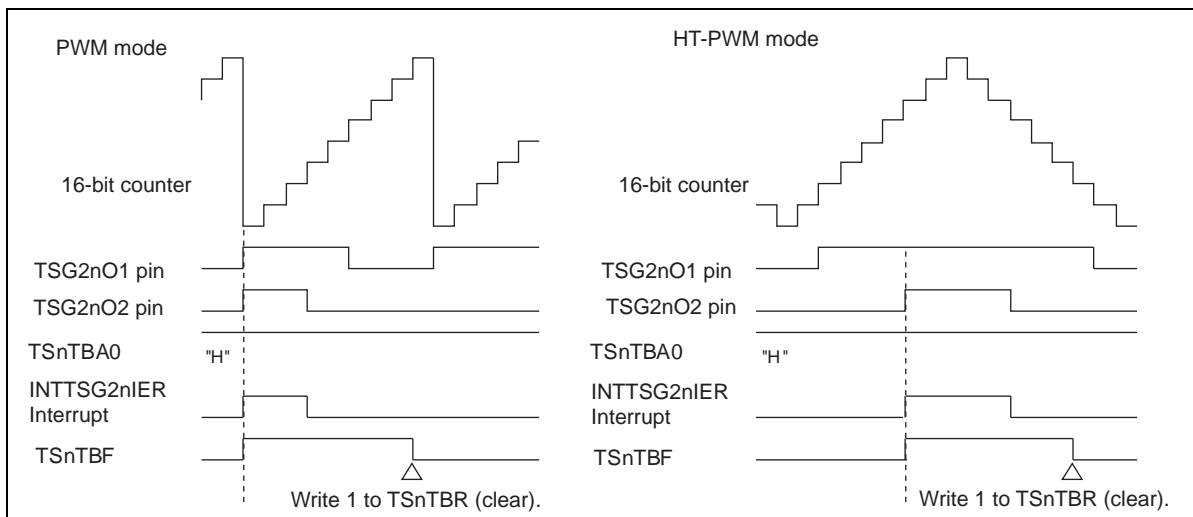 PWM mode
16-bit counter
TSG2nO1 pin
TSG2nO2 pin
TSnTBA0
"H"
INTTSG2nIER
Interrupt
TSnTBF
Write 1 to TSnTBR (clear).
HT-PWM mode
16-bit counter
TSG2nO1 pin
TSG2nO2 pin
TSnTBA0
"H"
INTTSG2nIER
Interrupt
TSnTBF
Write 1 to TSnTBR (clear).